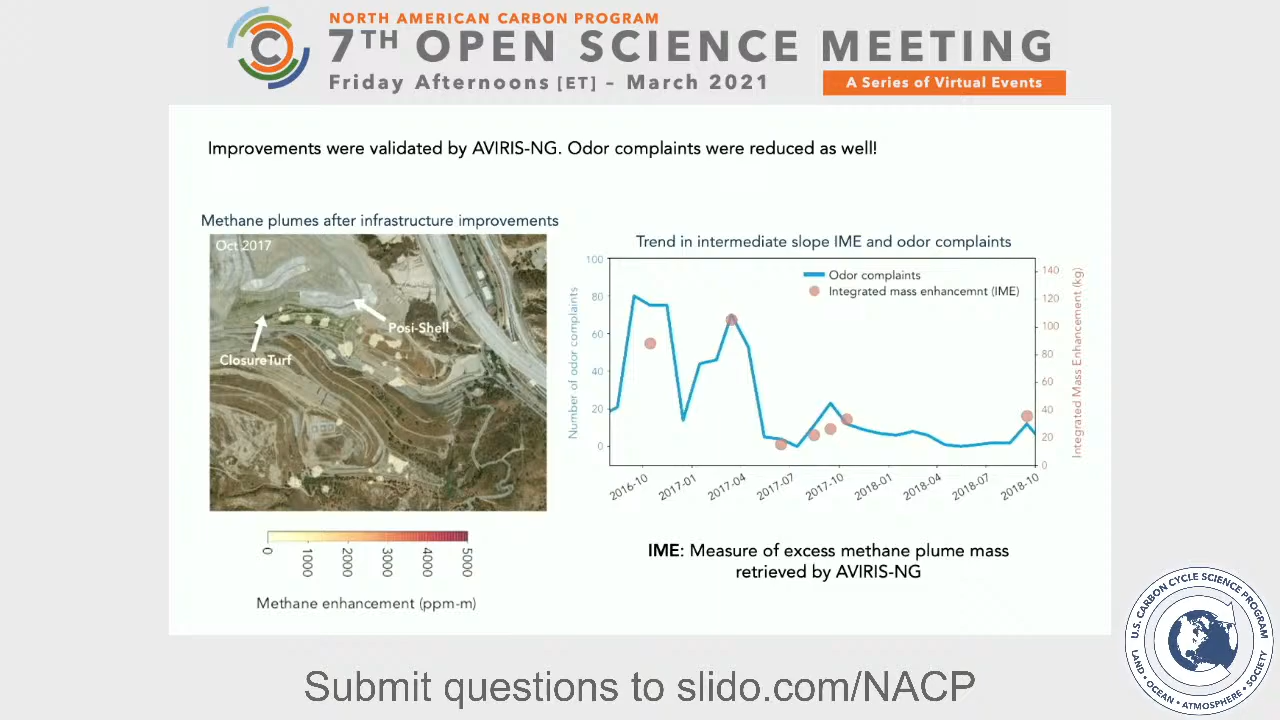 NORTH AMERICAN CARBON PROGRAM
7TH OPEN SCIENCE MEETING
Friday Afternoons [ET] – March 2021
A Series of Virtual Events
Improvements were validated by AVIRIS-NG. Odor complaints were reduced as well!
Methane plumes after infrastructure improvements
Oct 2017
Posi-Shell
ClosureTurf
0 1000 2000 3000 4000 5000
Methane enhancement (ppm-m)
Trend in intermediate slope IME and odor complaints
Odor complaints
Integrated mass enhancemnt (IME)
Number of odor complaints
100
80
60
40
20
0
140
120
100
80
60
40
20
0
Integrated Mass Enhancement (kg)
2016-10 2017-01 2017-04 2017-07 2017-10 2018-01 2018-04 2018-07 2018-10
IME: Measure of excess methane plume mass
retrieved by AVIRIS-NG
U.S. CARBON CYCLE SCIENCE PROGRAM
LAND • OCEAN • ATMOSPHERE • SOCIETY
Submit questions to slido.com/NACP